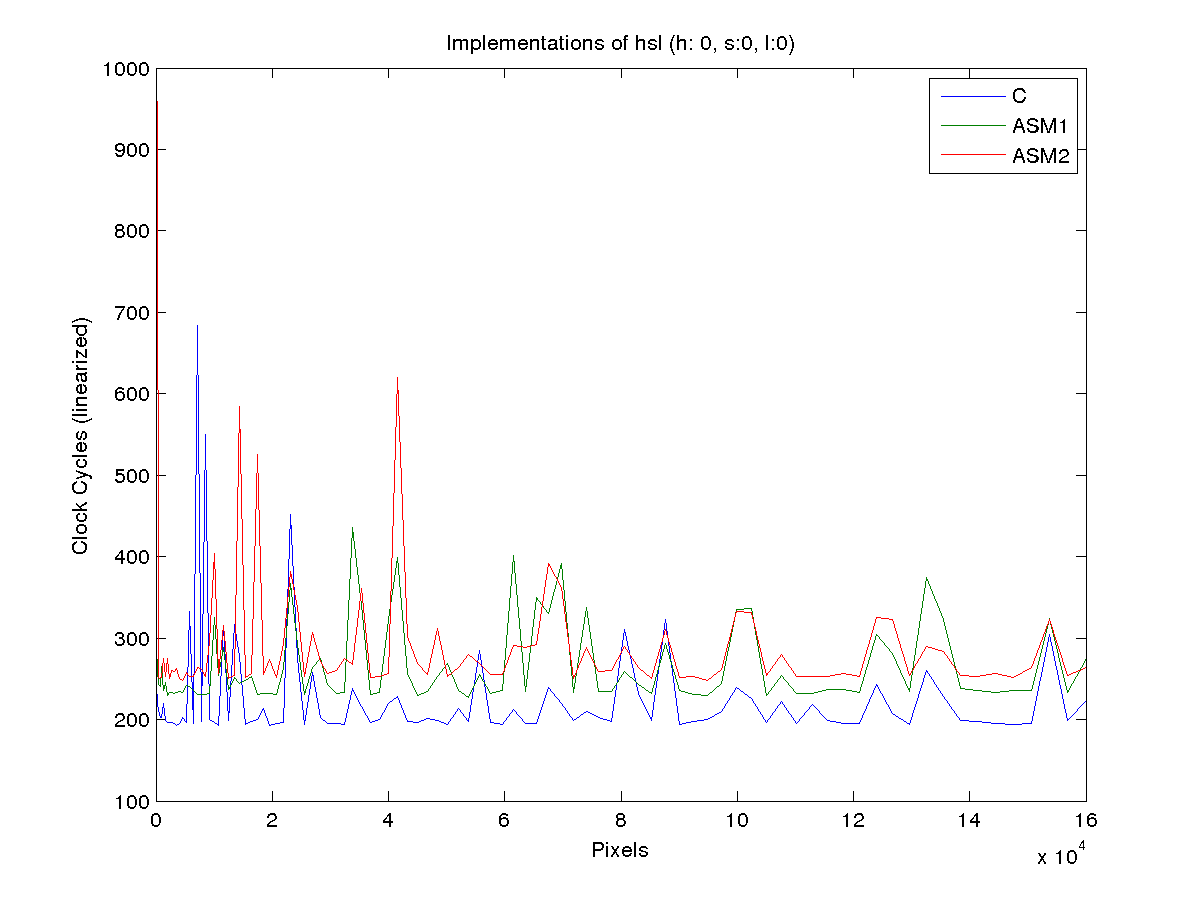 Implementations of hsl (h: 0, s:0, l:0)
C
ASM1
ASM2
Clock Cycles (linearized)
1000
900
800
700
600
500
400
300
200
100
0 2 4 6 8 10 12 14 16
Pixels
x 10^4